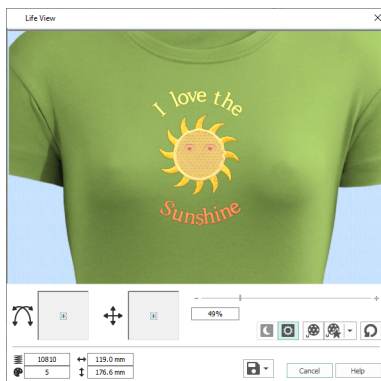 Life View
I love the
Sunshine
49%
10810
119.0 mm
5
176.6 mm
Cancel
Help